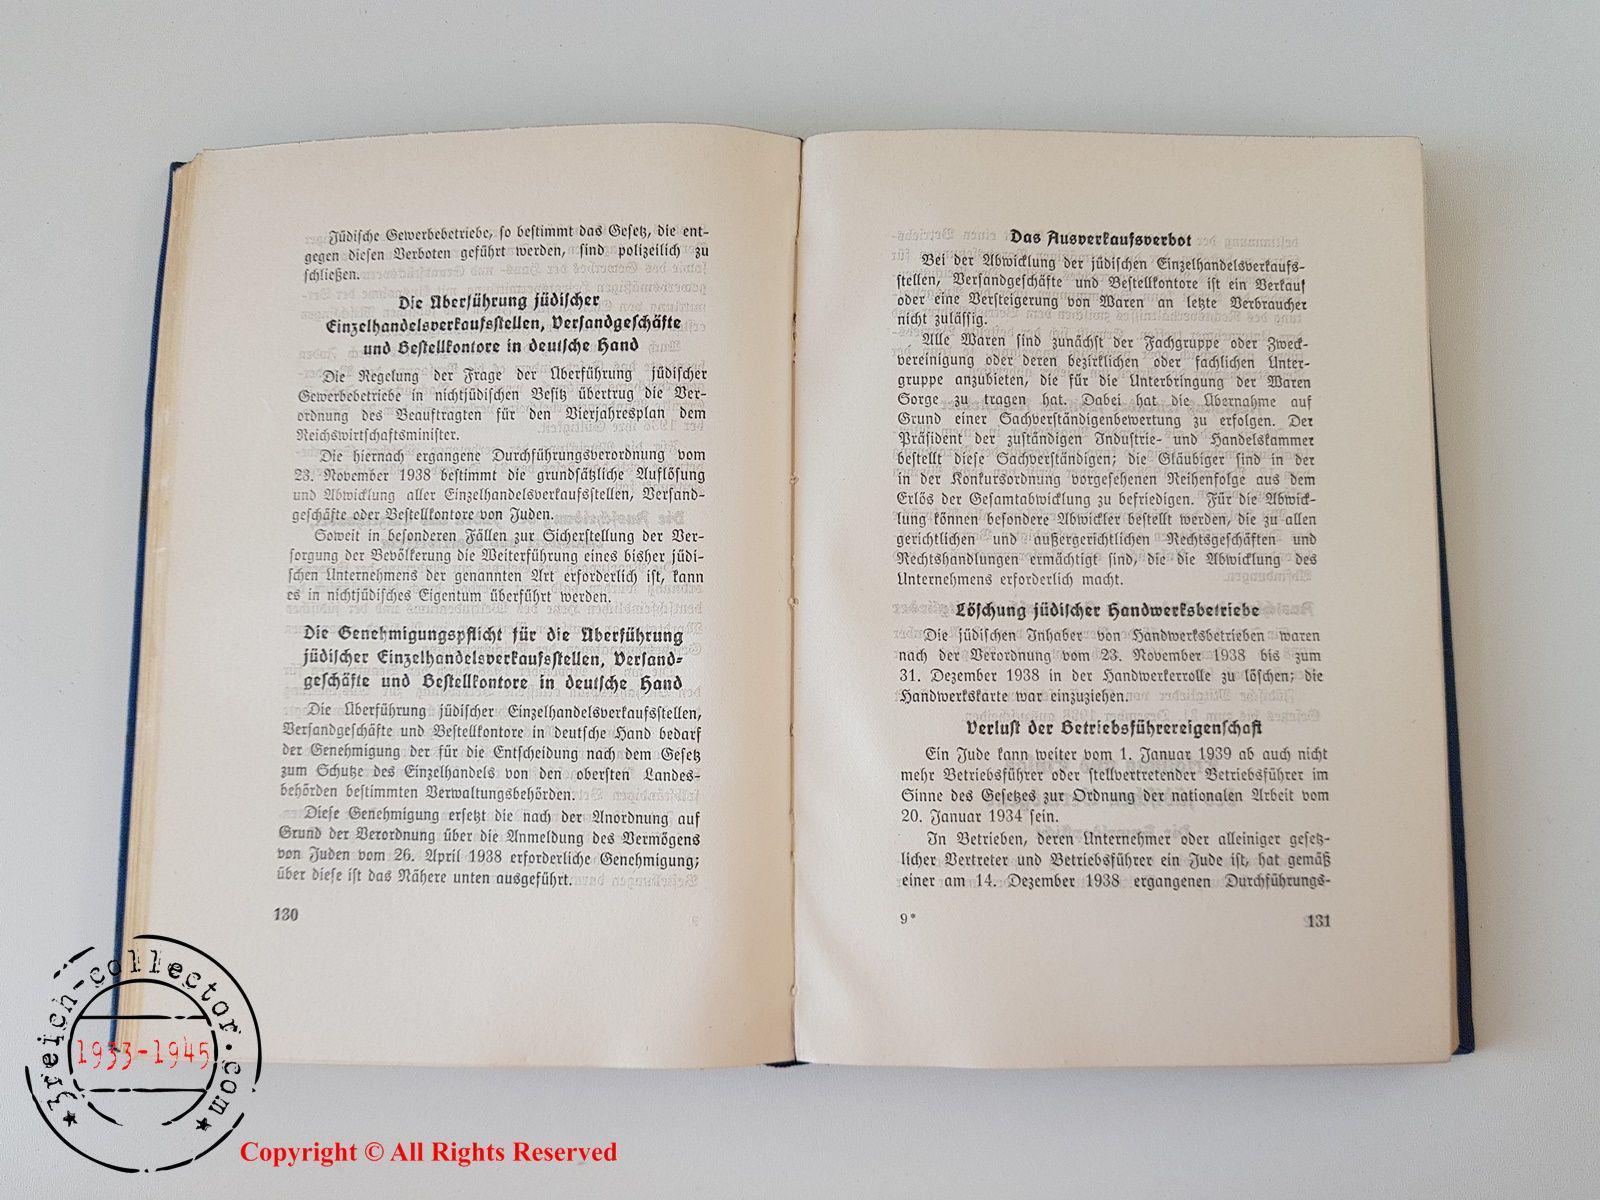 Jüdische Gewerbebetriebe, so bestimmt das Gesetz, die ent-
gegen diesen Verboten geführt werden, sind polizeilich zu
schließen.
Die Überführung jüdischer
Einzelhandelsverkaufsstellen, Versandgeschäfte
und Bestellkontore in deutsche Hand
Die Regelung der Frage der Überführung jüdischer
Gewerbebetriebe in nichtjüdischen Besitz übertrug die Ver-
ordnung des Beauftragten für den Vierjahresplan dem
Reichswirtschaftsminister.
Die hiernach ergangene Durchführungsverordnung vom
23. November 1938 bestimmt die grundsätzliche Auflösung
und Abwicklung aller Einzelhandelsverkaufsstellen, Versand-
geschäfte oder Bestellkontore von Juden.
Soweit in besonderen Fällen zur Sicherstellung der Ver-
sorgung der Bevölkerung die Weiterführung eines bisher jüdi-
schen Unternehmens der genannten Art erforderlich ist, kann
es in nichtjüdisches Eigentum überführt werden.
Die Genehmigungspflicht für die Überführung
jüdischer Einzelhandelsverkaufsstellen, Versand-
geschäfte und Bestellkontore in deutsche Hand
Die Überführung jüdischer Einzelhandelsverkaufsstellen,
Versandgeschäfte und Bestellkontore in deutsche Hand bedarf
der Genehmigung der für die Entscheidung nach dem Gesetz
zum Schutze des Einzelhandels von den obersten Landes-
behörden bestimmten Verwaltungsbehörden.
Diese Genehmigung ersetzt die nach der Anordnung auf
Grund der Verordnung über die Anmeldung des Vermögens
von Juden vom 26. April 1938 erforderliche Genehmigung;
über diese ist das Nähere unten ausgeführt.
130
Das Ausverkaufsverbot
Bei der Abwicklung der jüdischen Einzelhandelsverkaufs-
stellen, Versandgeschäfte und Bestellkontore ist ein Verkauf
oder eine Versteigerung von Waren an letzte Verbraucher
nicht zulässig.
Alle Waren sind zunächst der Fachgruppe oder Zweck-
vereinigung oder deren bezirklichen oder fachlichen Unter-
gruppe anzubieten, die für die Unterbringung der Waren
Sorge zu tragen hat. Dabei hat die Übernahme auf
Grund einer Sachverständigenbewertung zu erfolgen. Der
Präsident der zuständigen Industrie- und Handelskammer
bestellt diese Sachverständigen; die Gläubiger sind in der
in der Konkursordnung vorgesehenen Reihenfolge aus dem
Erlös der Gesamtabwicklung zu befriedigen. Für die Abwick-
lung können besondere Abwickler bestellt werden, die zu allen
gerichtlichen und außergerichtlichen Rechtsgeschäften und
Rechtshandlungen ermächtigt sind, die die Abwicklung des
Unternehmens erforderlich macht.
Löschung jüdischer Handwerksbetriebe
Die jüdischen Inhaber von Handwerksbetrieben waren
nach der Verordnung vom 23. November 1938 bis zum
31. Dezember 1938 in der Handwerkerrolle zu löschen; die
Handwerkskarte war einzuziehen.
Verlust der Betriebsführereigenschaft
Ein Jude kann weiter vom 1. Januar 1939 ab auch nicht
mehr Betriebsführer oder stellvertretender Betriebsführer im
Sinne des Gesetzes zur Ordnung der nationalen Arbeit vom
20. Januar 1934 sein.
In Betrieben, deren Unternehmer oder alleiniger gesetz-
licher Vertreter und Betriebsführer ein Jude ist, hat gemäß
einer am 14. Dezember 1938 ergangenen Durchführungs-
9*
131
3reich-collector.com
1933-1945
Copyright © All Rights Reserved